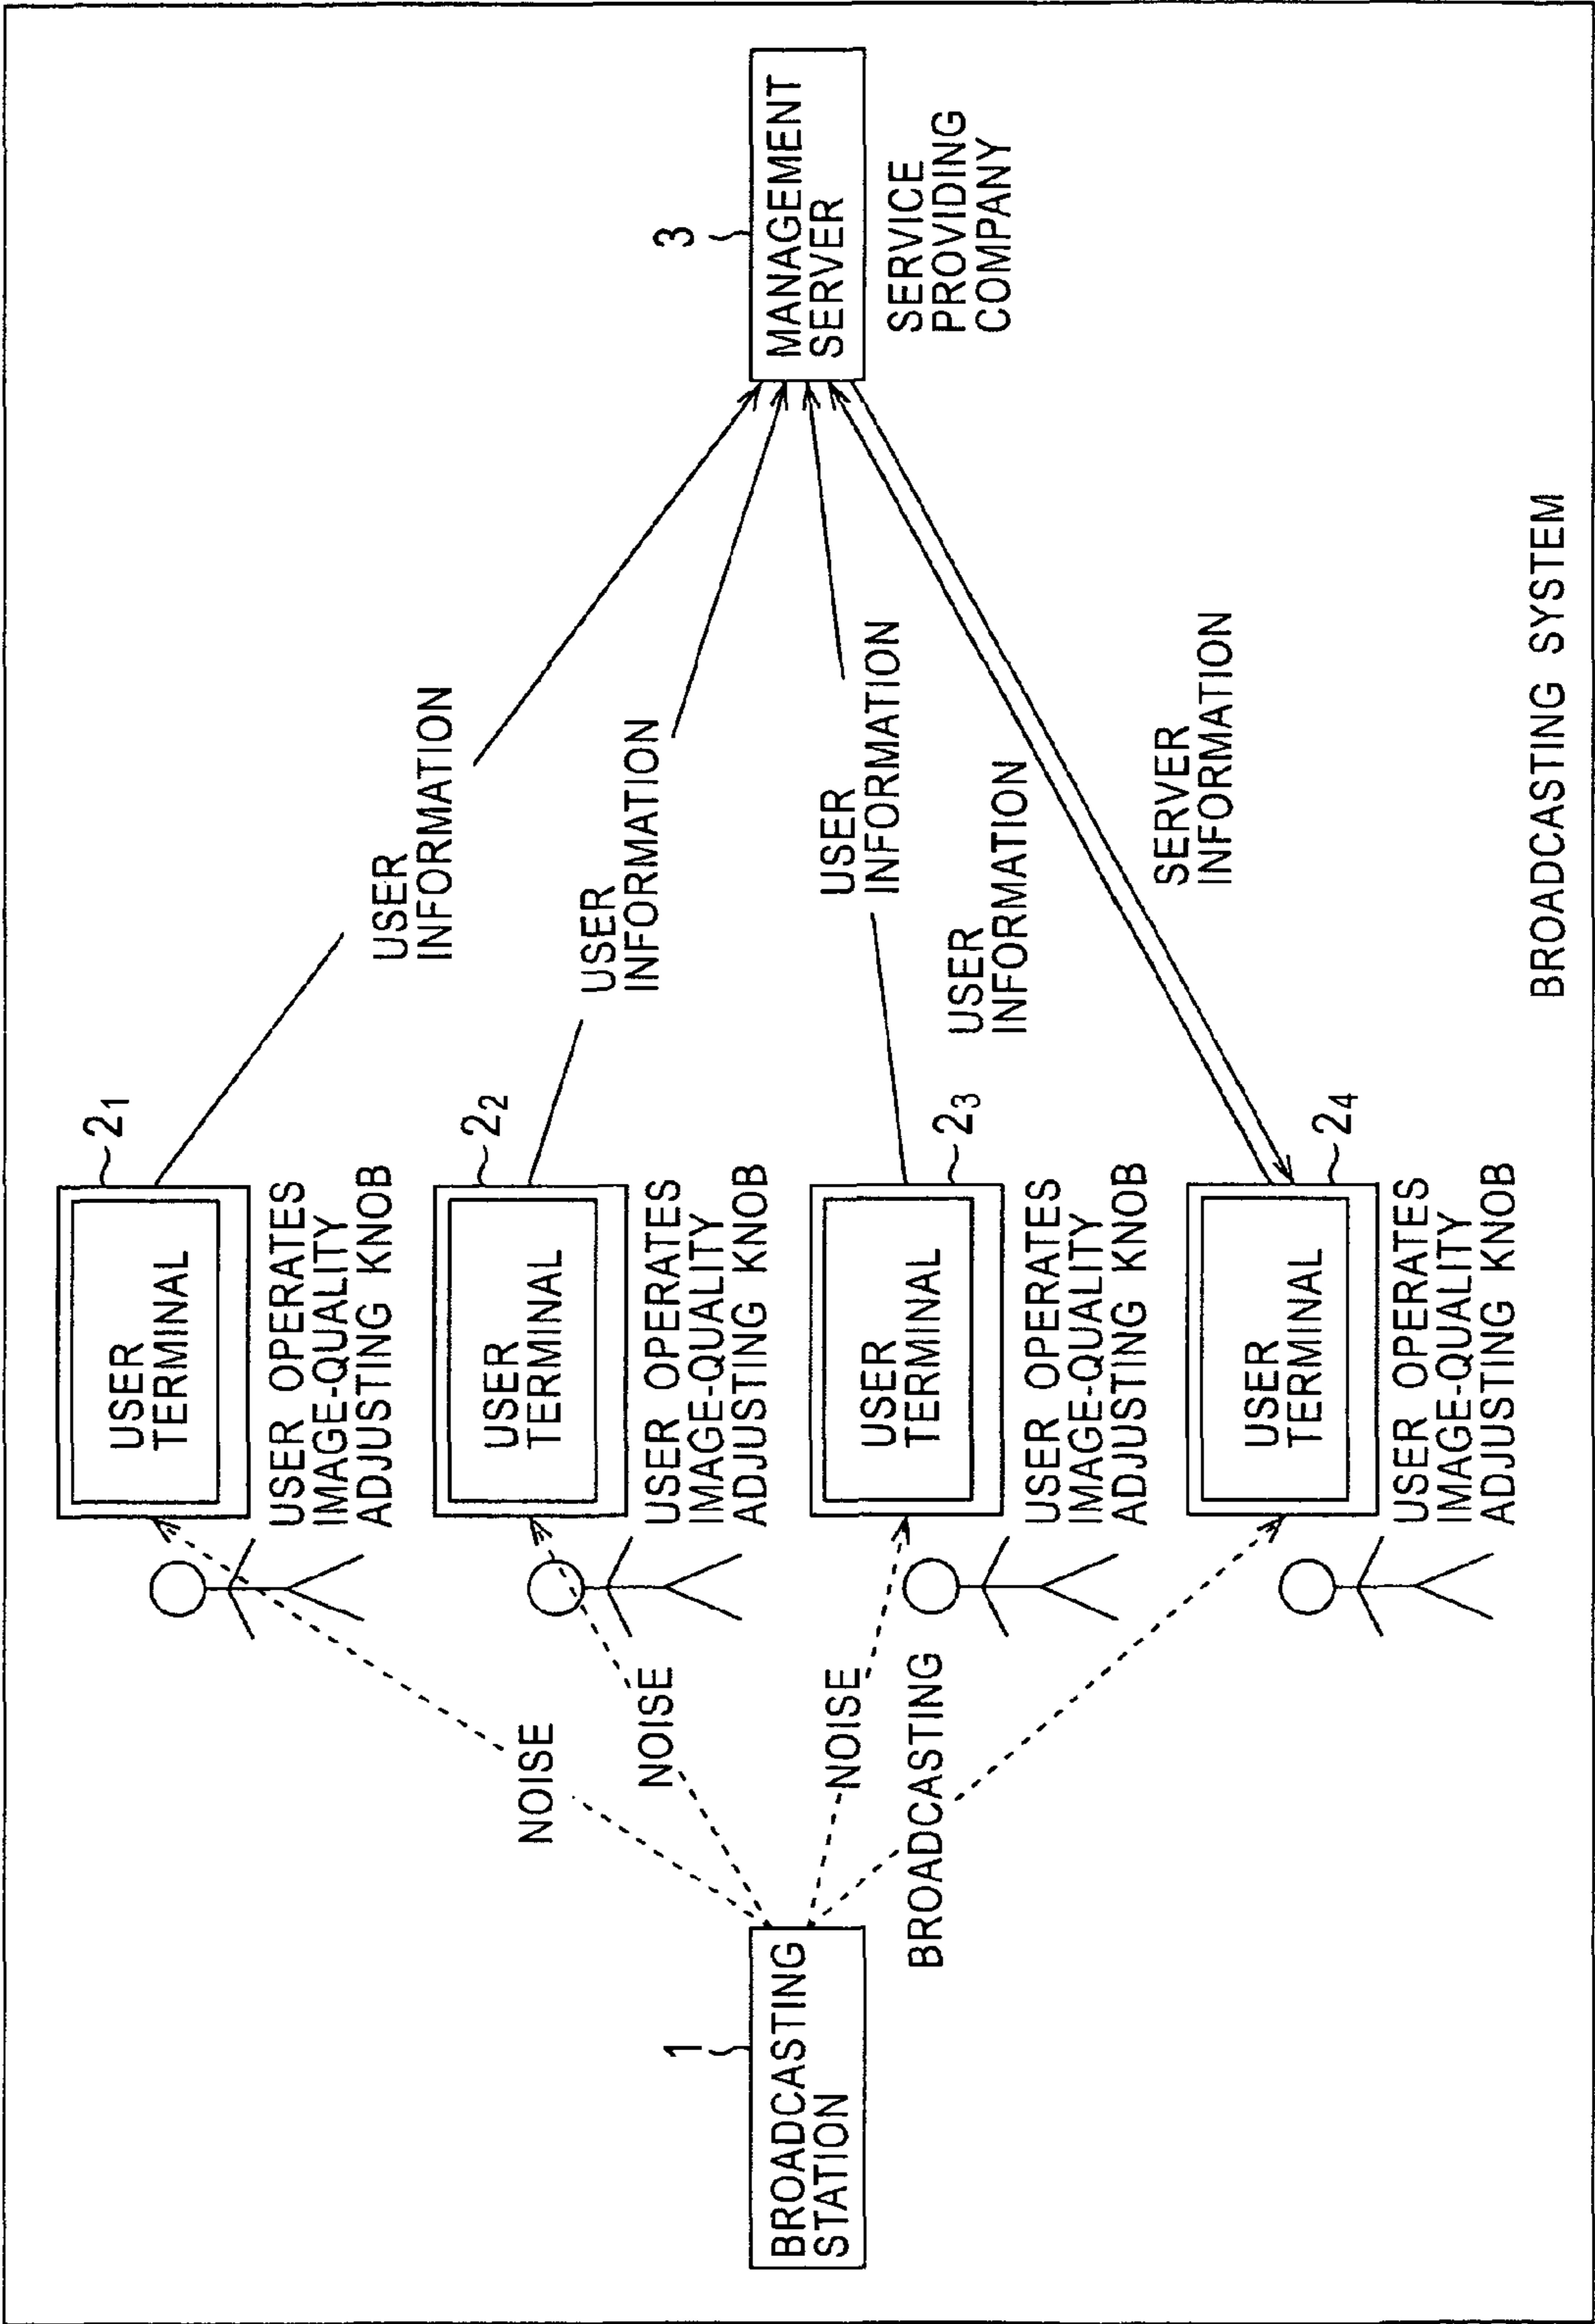 2₁
USER
TERMINAL
USER OPERATES
IMAGE-QUALITY
ADJUSTING KNOB
USER
INFORMATION
NOISE
2₂
USER
TERMINAL
USER OPERATES
IMAGE-QUALITY
ADJUSTING KNOB
USER
INFORMATION
NOISE
1
BROADCASTING
STATION
3
MANAGEMENT
SERVER
SERVICE
PROVIDING
COMPANY
NOISE
2₃
USER
TERMINAL
USER OPERATES
IMAGE-QUALITY
ADJUSTING KNOB
USER
INFORMATION
BROADCASTING
USER
INFORMATION
2₄
USER
TERMINAL
USER OPERATES
IMAGE-QUALITY
ADJUSTING KNOB
SERVER
INFORMATION
BROADCASTING SYSTEM